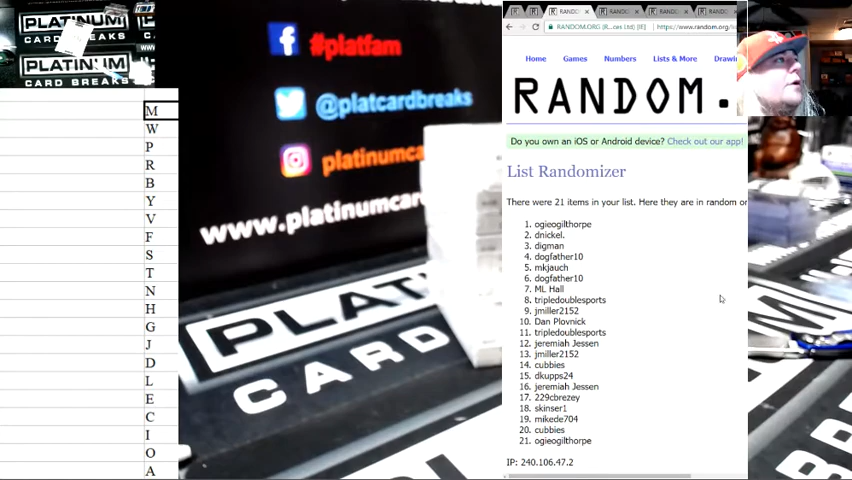 PLATINUM
CARD BREAKS
PLATINUM
CARD BREAKS
M
W
P
R
B
Y
V
F
S
T
N
H
G
J
D
L
E
C
I
O
A
#platfam
@platcardbreaks
platinumca
www.platinumcar
PLAT
CARD
RANDOM.ORG
https://www.random.org
Home Games Numbers Lists & More Drawin
RANDOM.
Do you own an iOS or Android device? Check out our app!
List Randomizer
There were 21 items in your list. Here they are in random or
1. ogieogilthorpe
2. dnickel.
3. digman
4. dogfather10
5. mkjauch
6. dogfather10
7. ML Hall
8. tripledoublesports
9. jmiller2152
10. Dan Plovnick
11. tripledoublesports
12. jeremiah Jessen
13. jmiller2152
14. cubbies
15. dkupps24
16. jeremiah Jessen
17. 229cbrezey
18. skinser1
19. mikede704
20. cubbies
21. ogieogilthorpe
IP: 240.106.47.2